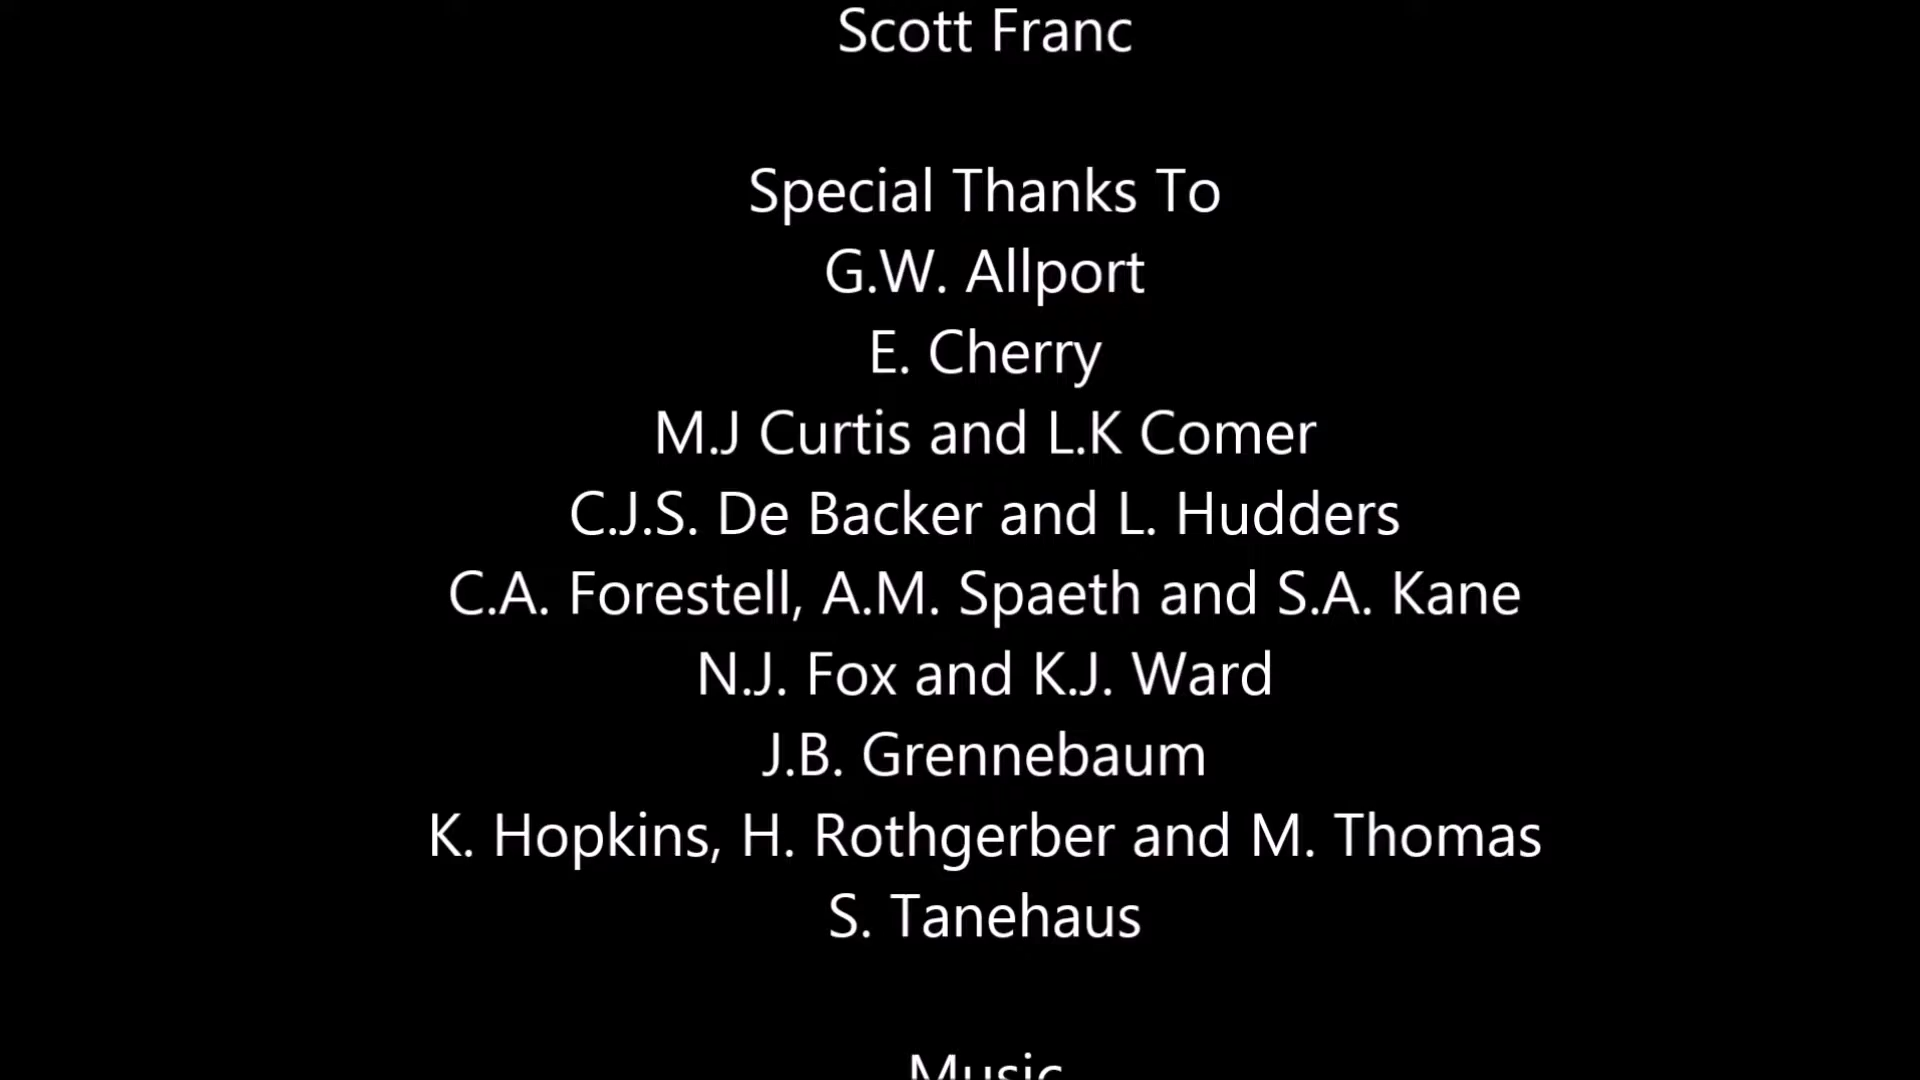 Scott Franc
Special Thanks To
G.W. Allport
E. Cherry
M.J Curtis and L.K Comer
C.J.S. De Backer and L. Hudders
C.A. Forestell, A.M. Spaeth and S.A. Kane
N.J. Fox and K.J. Ward
J.B. Grennebaum
K. Hopkins, H. Rothgerber and M. Thomas
S. Tanehaus
Music